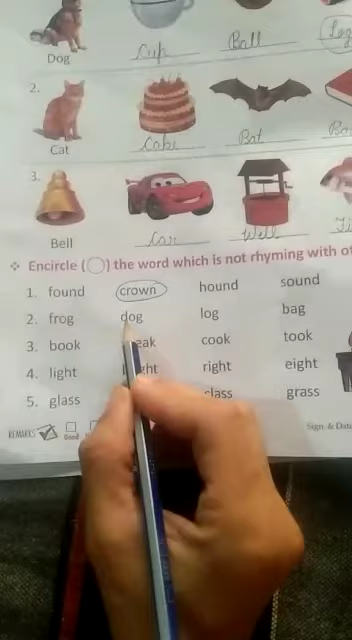 Dog Cup Ball
2.
Cat Cake Bat
3.
Bell Car Well
❖ Encircle ( ) the word which is not rhyming with
1. found crown hound sound
2. frog dog log bag
3. book cook took
4. light right eight
5. glass class grass
REMARKS Good Sign. & Dat